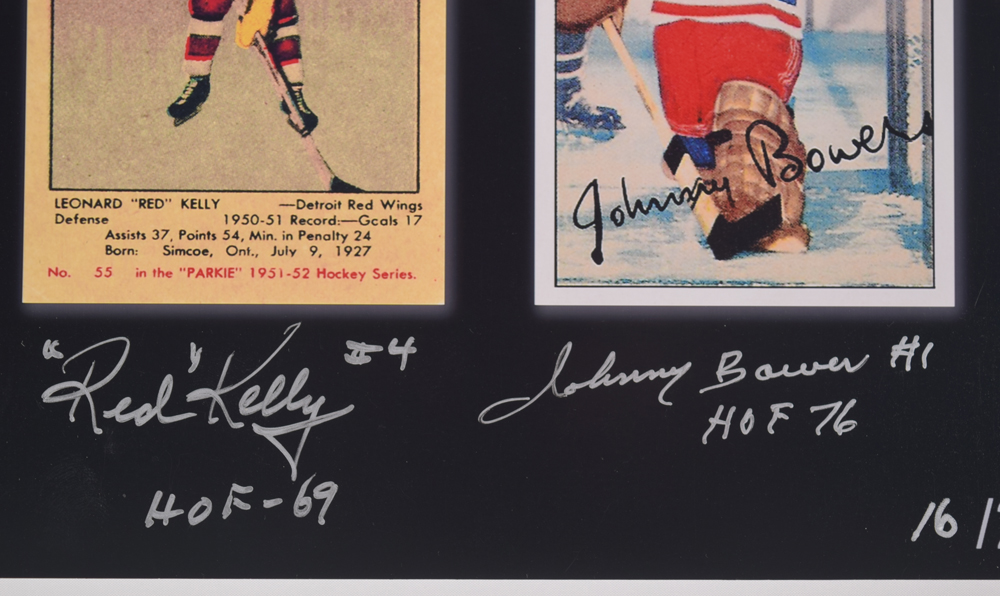 LEONARD "RED" KELLY —Detroit Red Wings
Defense 1950-51 Record:—Goals 17
Assists 37, Points 54, Min. in Penalty 24
Born: Simcoe, Ont., July 9, 1927
No. 55 in the "PARKIE" 1951-52 Hockey Series.
Johnny Bower
"Red" Kelly #4
HOF-69
Johnny Bower #1
HOF 76
16/